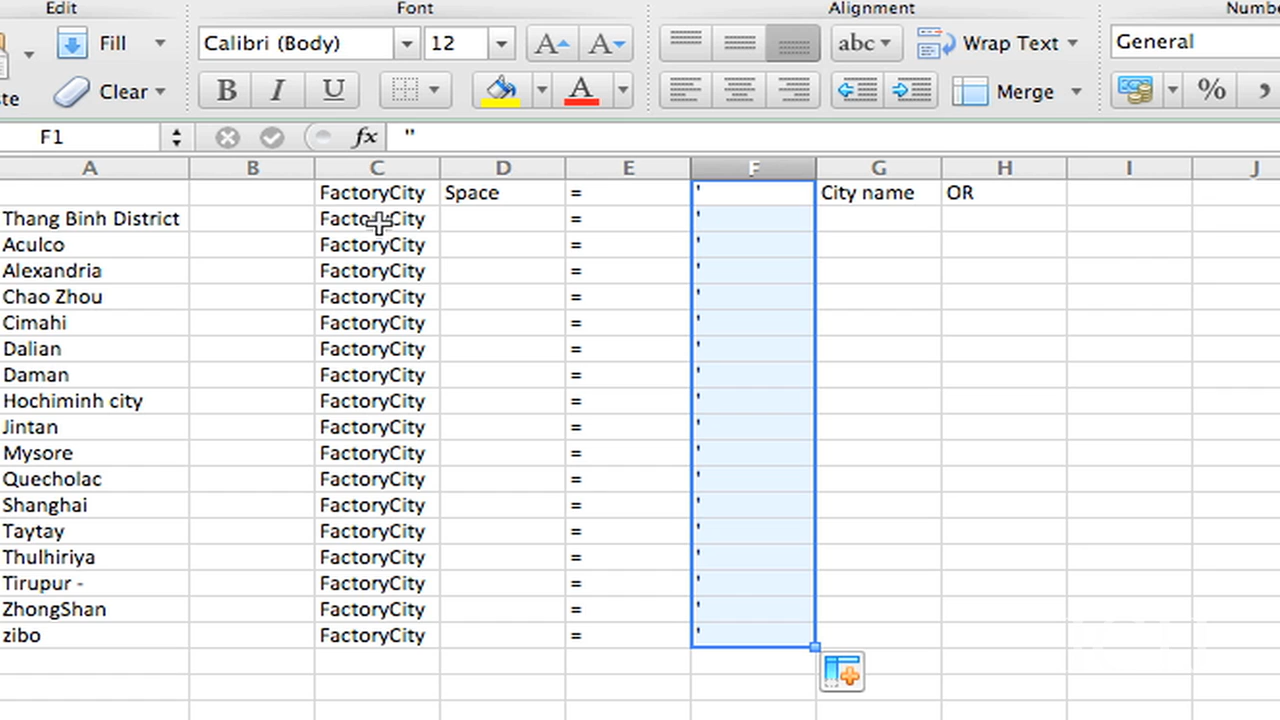 Edit Font Alignment Numbe
Fill Calibri (Body) 12 A A abc Wrap Text General
te Clear B I U A Merge % ,
F1 fx "
A B C D E F G H I J
FactoryCity Space = ' City name OR
Thang Binh District FactoryCity = '
Aculco FactoryCity = '
Alexandria FactoryCity = '
Chao Zhou FactoryCity = '
Cimahi FactoryCity = '
Dalian FactoryCity = '
Daman FactoryCity = '
Hochiminh city FactoryCity = '
Jintan FactoryCity = '
Mysore FactoryCity = '
Quecholac FactoryCity = '
Shanghai FactoryCity = '
Taytay FactoryCity = '
Thulhiriya FactoryCity = '
Tirupur - FactoryCity = '
ZhongShan FactoryCity = '
zibo FactoryCity = '